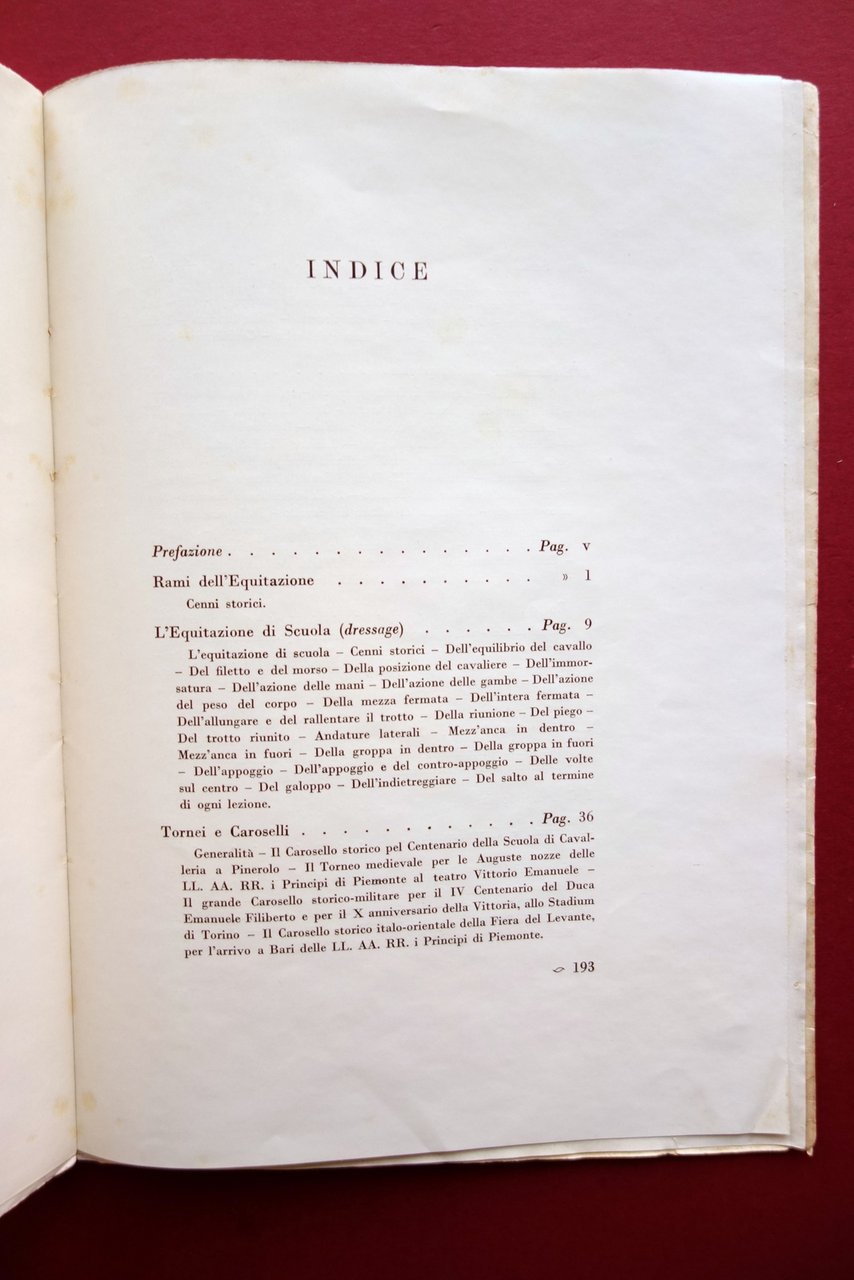 INDICE
Prefazione . . . . . . . . . . . . . . . Pag. v
Rami dell'Equitazione . . . . . . . . . . » 1
Cenni storici.
L'Equitazione di Scuola (dressage) . . . . . . Pag. 9
L'equitazione di scuola – Cenni storici – Dell'equilibrio del cavallo
– Del filetto e del morso – Della posizione del cavaliere – Dell'immor-
satura – Dell'azione delle mani – Dell'azione delle gambe – Dell'azione
del peso del corpo – Della mezza fermata – Dell'intera fermata –
Dell'allungare e del rallentare il trotto – Della riunione – Del piego –
Del trotto riunito – Andature laterali – Mezz'anca in dentro –
Mezz'anca in fuori – Della groppa in dentro – Della groppa in fuori
– Dell'appoggio – Dell'appoggio e del contro-appoggio – Delle volte
sul centro – Del galoppo – Dell'indietreggiare – Del salto al termine
di ogni lezione.
Tornei e Caroselli . . . . . . . . . . . . Pag. 36
Generalità – Il Carosello storico pel Centenario della Scuola di Caval-
leria a Pinerolo – Il Torneo medievale per le Auguste nozze delle
LL. AA. RR. i Principi di Piemonte al teatro Vittorio Emanuele –
Il grande Carosello storico-militare per il IV Centenario del Duca
Emanuele Filiberto e per il X anniversario della Vittoria, allo Stadium
di Torino – Il Carosello storico italo-orientale della Fiera del Levante,
per l'arrivo a Bari delle LL. AA. RR. i Principi di Piemonte.
193